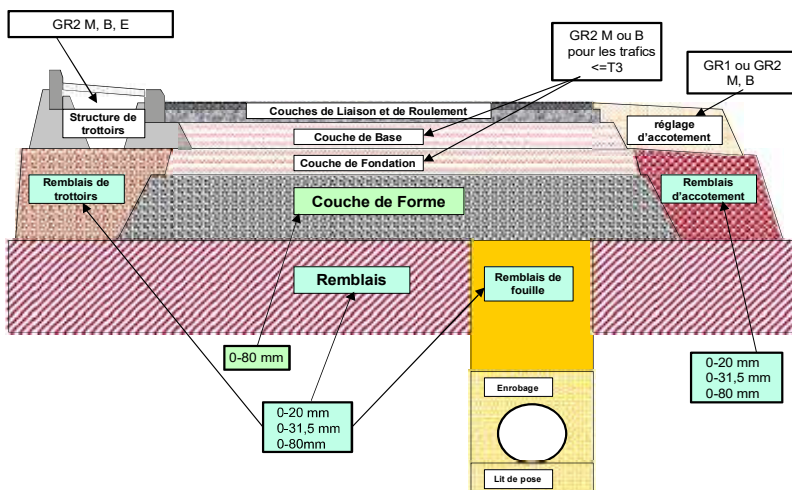 GR2 M, B, E
GR2 M ou B
pour les trafics
<=T3
GR1 ou GR2
M, B
Couches de Liaison et de Roulement
Structure de
trottoirs
réglage
d'accotement
Couche de Base
Couche de Fondation
Remblais de
trottoirs
Remblais
d'accotement
Couche de Forme
Remblais
Remblais de
fouille
0-80 mm
0-20 mm
0-31,5 mm
0-80 mm
Enrobage
0-20 mm
0-31,5 mm
0-80mm
Lit de pose